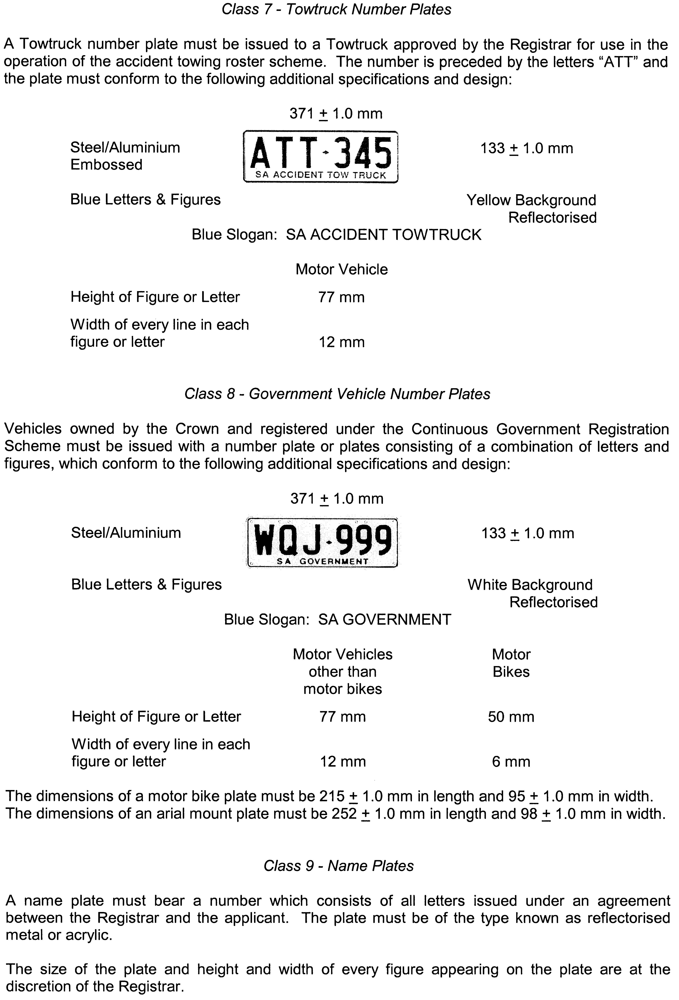 Class 7 - Towtruck Number Plates
A Towtruck number plate must be issued to a Towtruck approved by the Registrar for use in the
operation of the accident towing roster scheme. The number is preceded by the letters “ATT” and
the plate must conform to the following additional specifications and design:
371 ± 1.0 mm
Steel/Aluminium
Embossed
ATT·345
SA ACCIDENT TOW TRUCK
133 ± 1.0 mm
Blue Letters & Figures
Yellow Background
Reflectorised
Blue Slogan: SA ACCIDENT TOWTRUCK
Motor Vehicle
Height of Figure or Letter 77 mm
Width of every line in each
figure or letter 12 mm
Class 8 - Government Vehicle Number Plates
Vehicles owned by the Crown and registered under the Continuous Government Registration
Scheme must be issued with a number plate or plates consisting of a combination of letters and
figures, which conform to the following additional specifications and design:
371 ± 1.0 mm
Steel/Aluminium
WQJ·999
SA GOVERNMENT
133 ± 1.0 mm
Blue Letters & Figures
White Background
Reflectorised
Blue Slogan: SA GOVERNMENT
Motor Vehicles
other than
motor bikes
Motor
Bikes
Height of Figure or Letter 77 mm 50 mm
Width of every line in each
figure or letter 12 mm 6 mm
The dimensions of a motor bike plate must be 215 ± 1.0 mm in length and 95 ± 1.0 mm in width.
The dimensions of an arial mount plate must be 252 ± 1.0 mm in length and 98 ± 1.0 mm in width.
Class 9 - Name Plates
A name plate must bear a number which consists of all letters issued under an agreement
between the Registrar and the applicant. The plate must be of the type known as reflectorised
metal or acrylic.
The size of the plate and height and width of every figure appearing on the plate are at the
discretion of the Registrar.